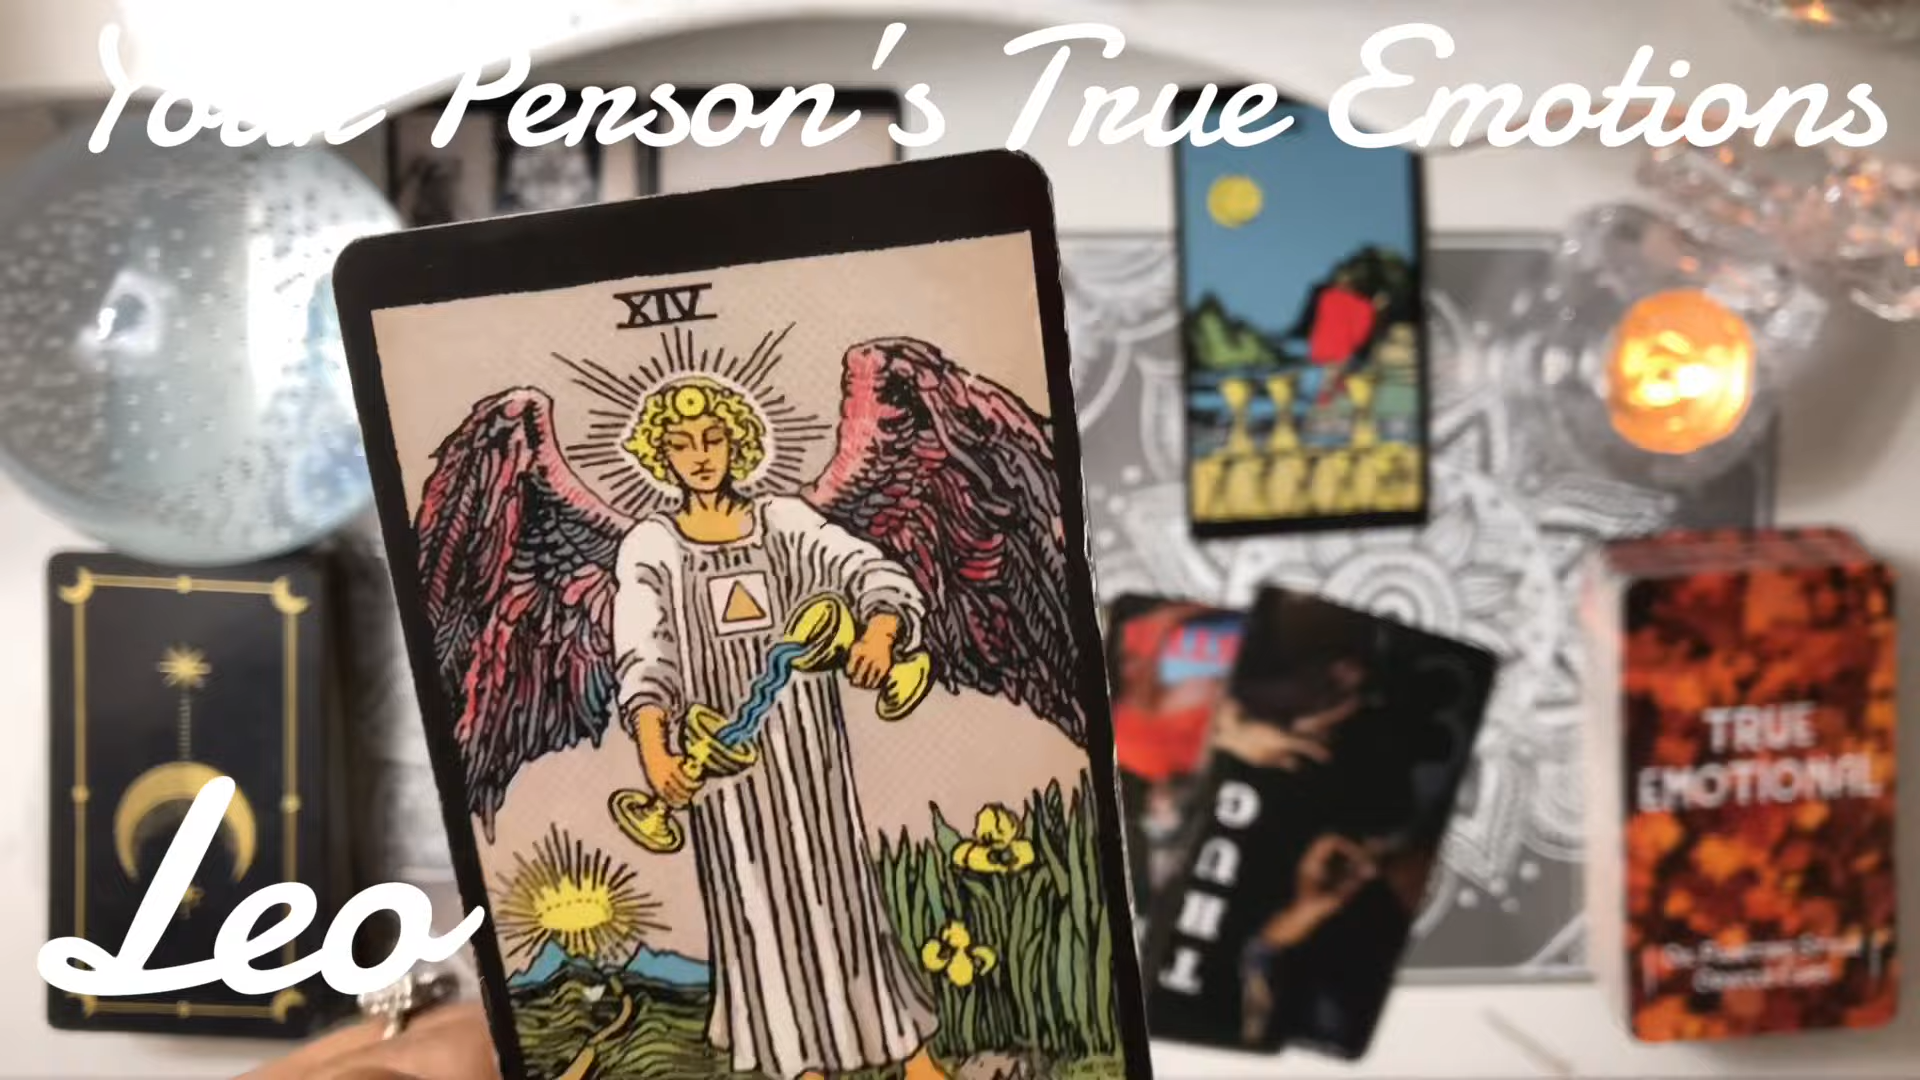 Your Person's True Emotions
XIV
TRUE
EMOTIONAL
Leo